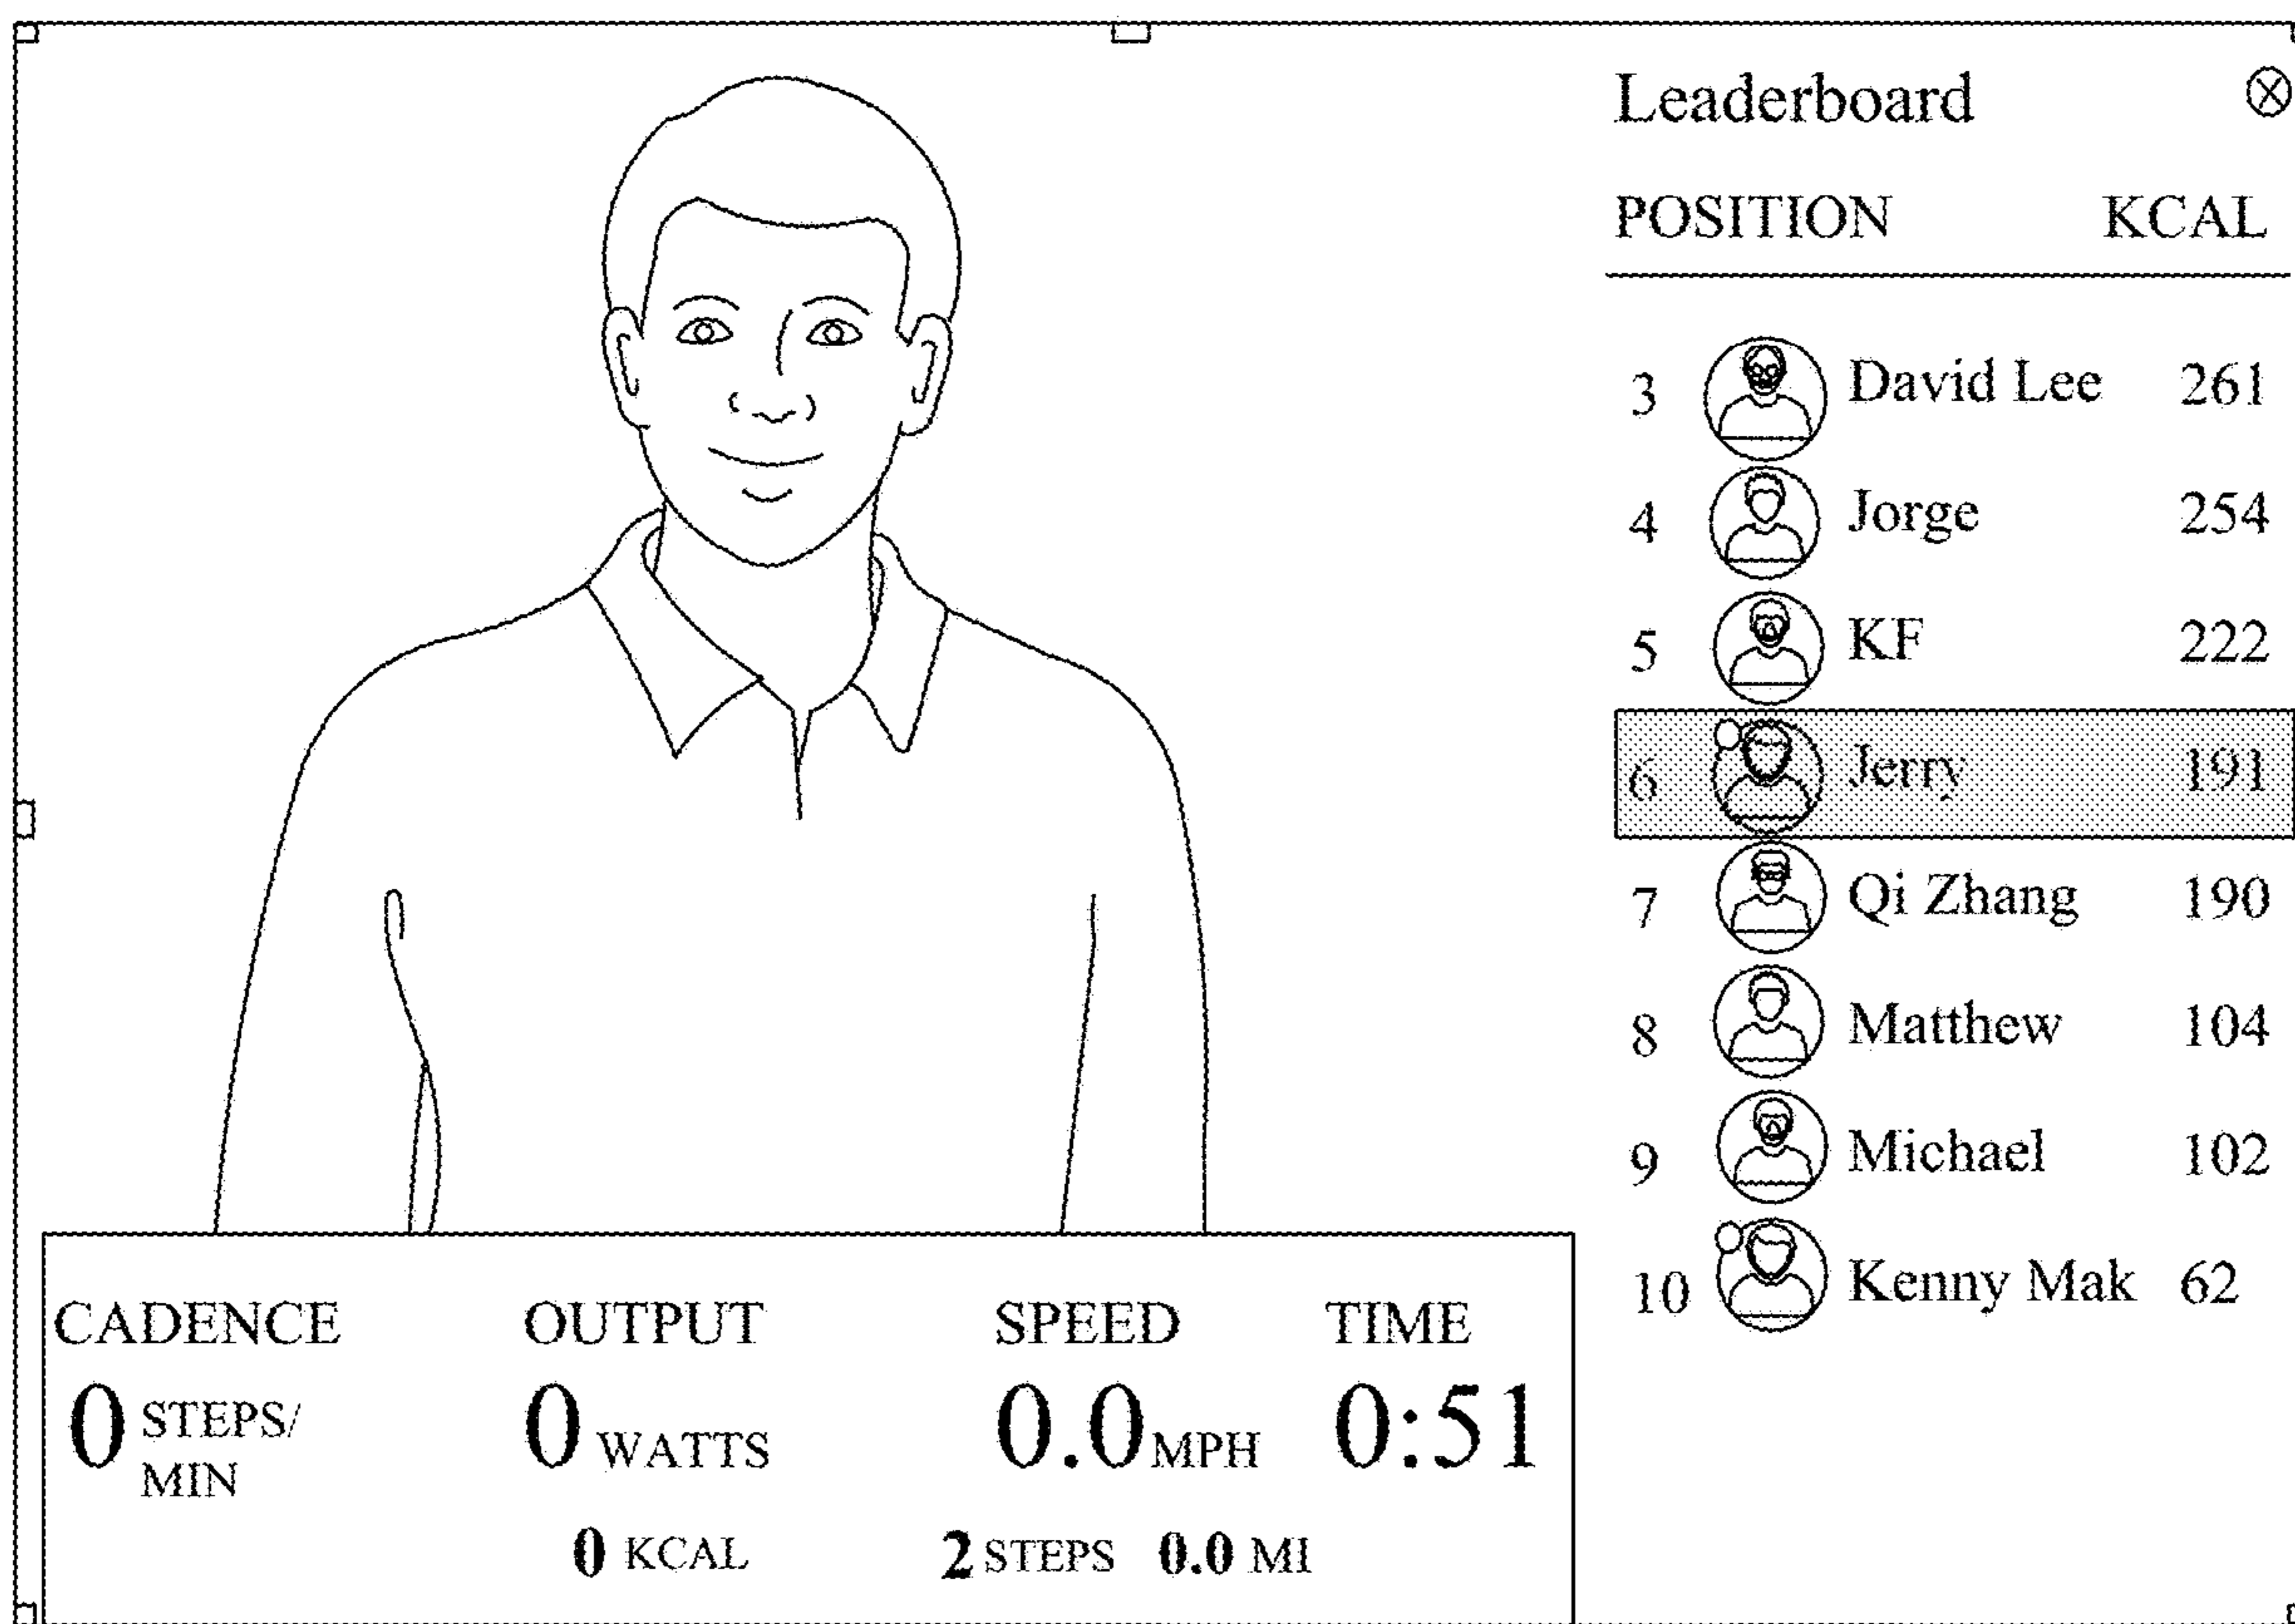 Leaderboard
POSITION KCAL
3 David Lee 261
4 Jorge 254
5 KF 222
6 Jerry 191
7 Qi Zhang 190
8 Matthew 104
9 Michael 102
10 Kenny Mak 62
CADENCE OUTPUT SPEED TIME
0 STEPS/ MIN 0 WATTS 0.0 MPH 0:51
0 KCAL 2 STEPS 0.0 MI